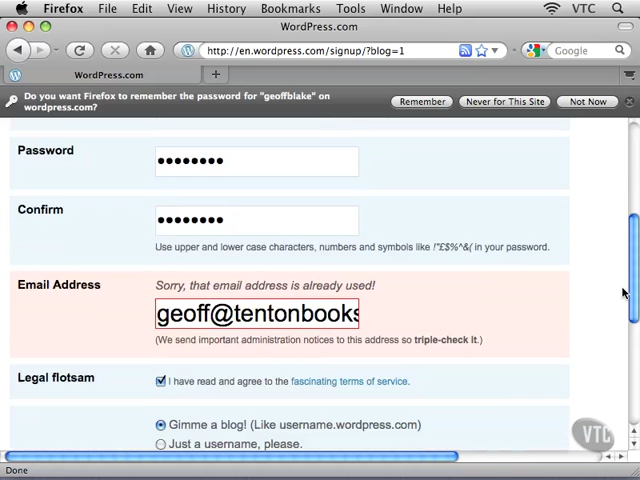 Firefox File Edit View History Bookmarks Tools Window Help VTC
WordPress.com
http://en.wordpress.com/signup/?blog=1
Google
WordPress.com
Do you want Firefox to remember the password for "geoffblake" on
wordpress.com?
Remember
Never for This Site
Not Now
Password
••••••••
Confirm
••••••••
Use upper and lower case characters, numbers and symbols like !"£$%^&( in your password.
Email Address
Sorry, that email address is already used!
geoff@tentonbooks
(We send important administration notices to this address so triple-check it.)
Legal flotsam
I have read and agree to the fascinating terms of service.
Gimme a blog! (Like username.wordpress.com)
Just a username, please.
VTC
Done